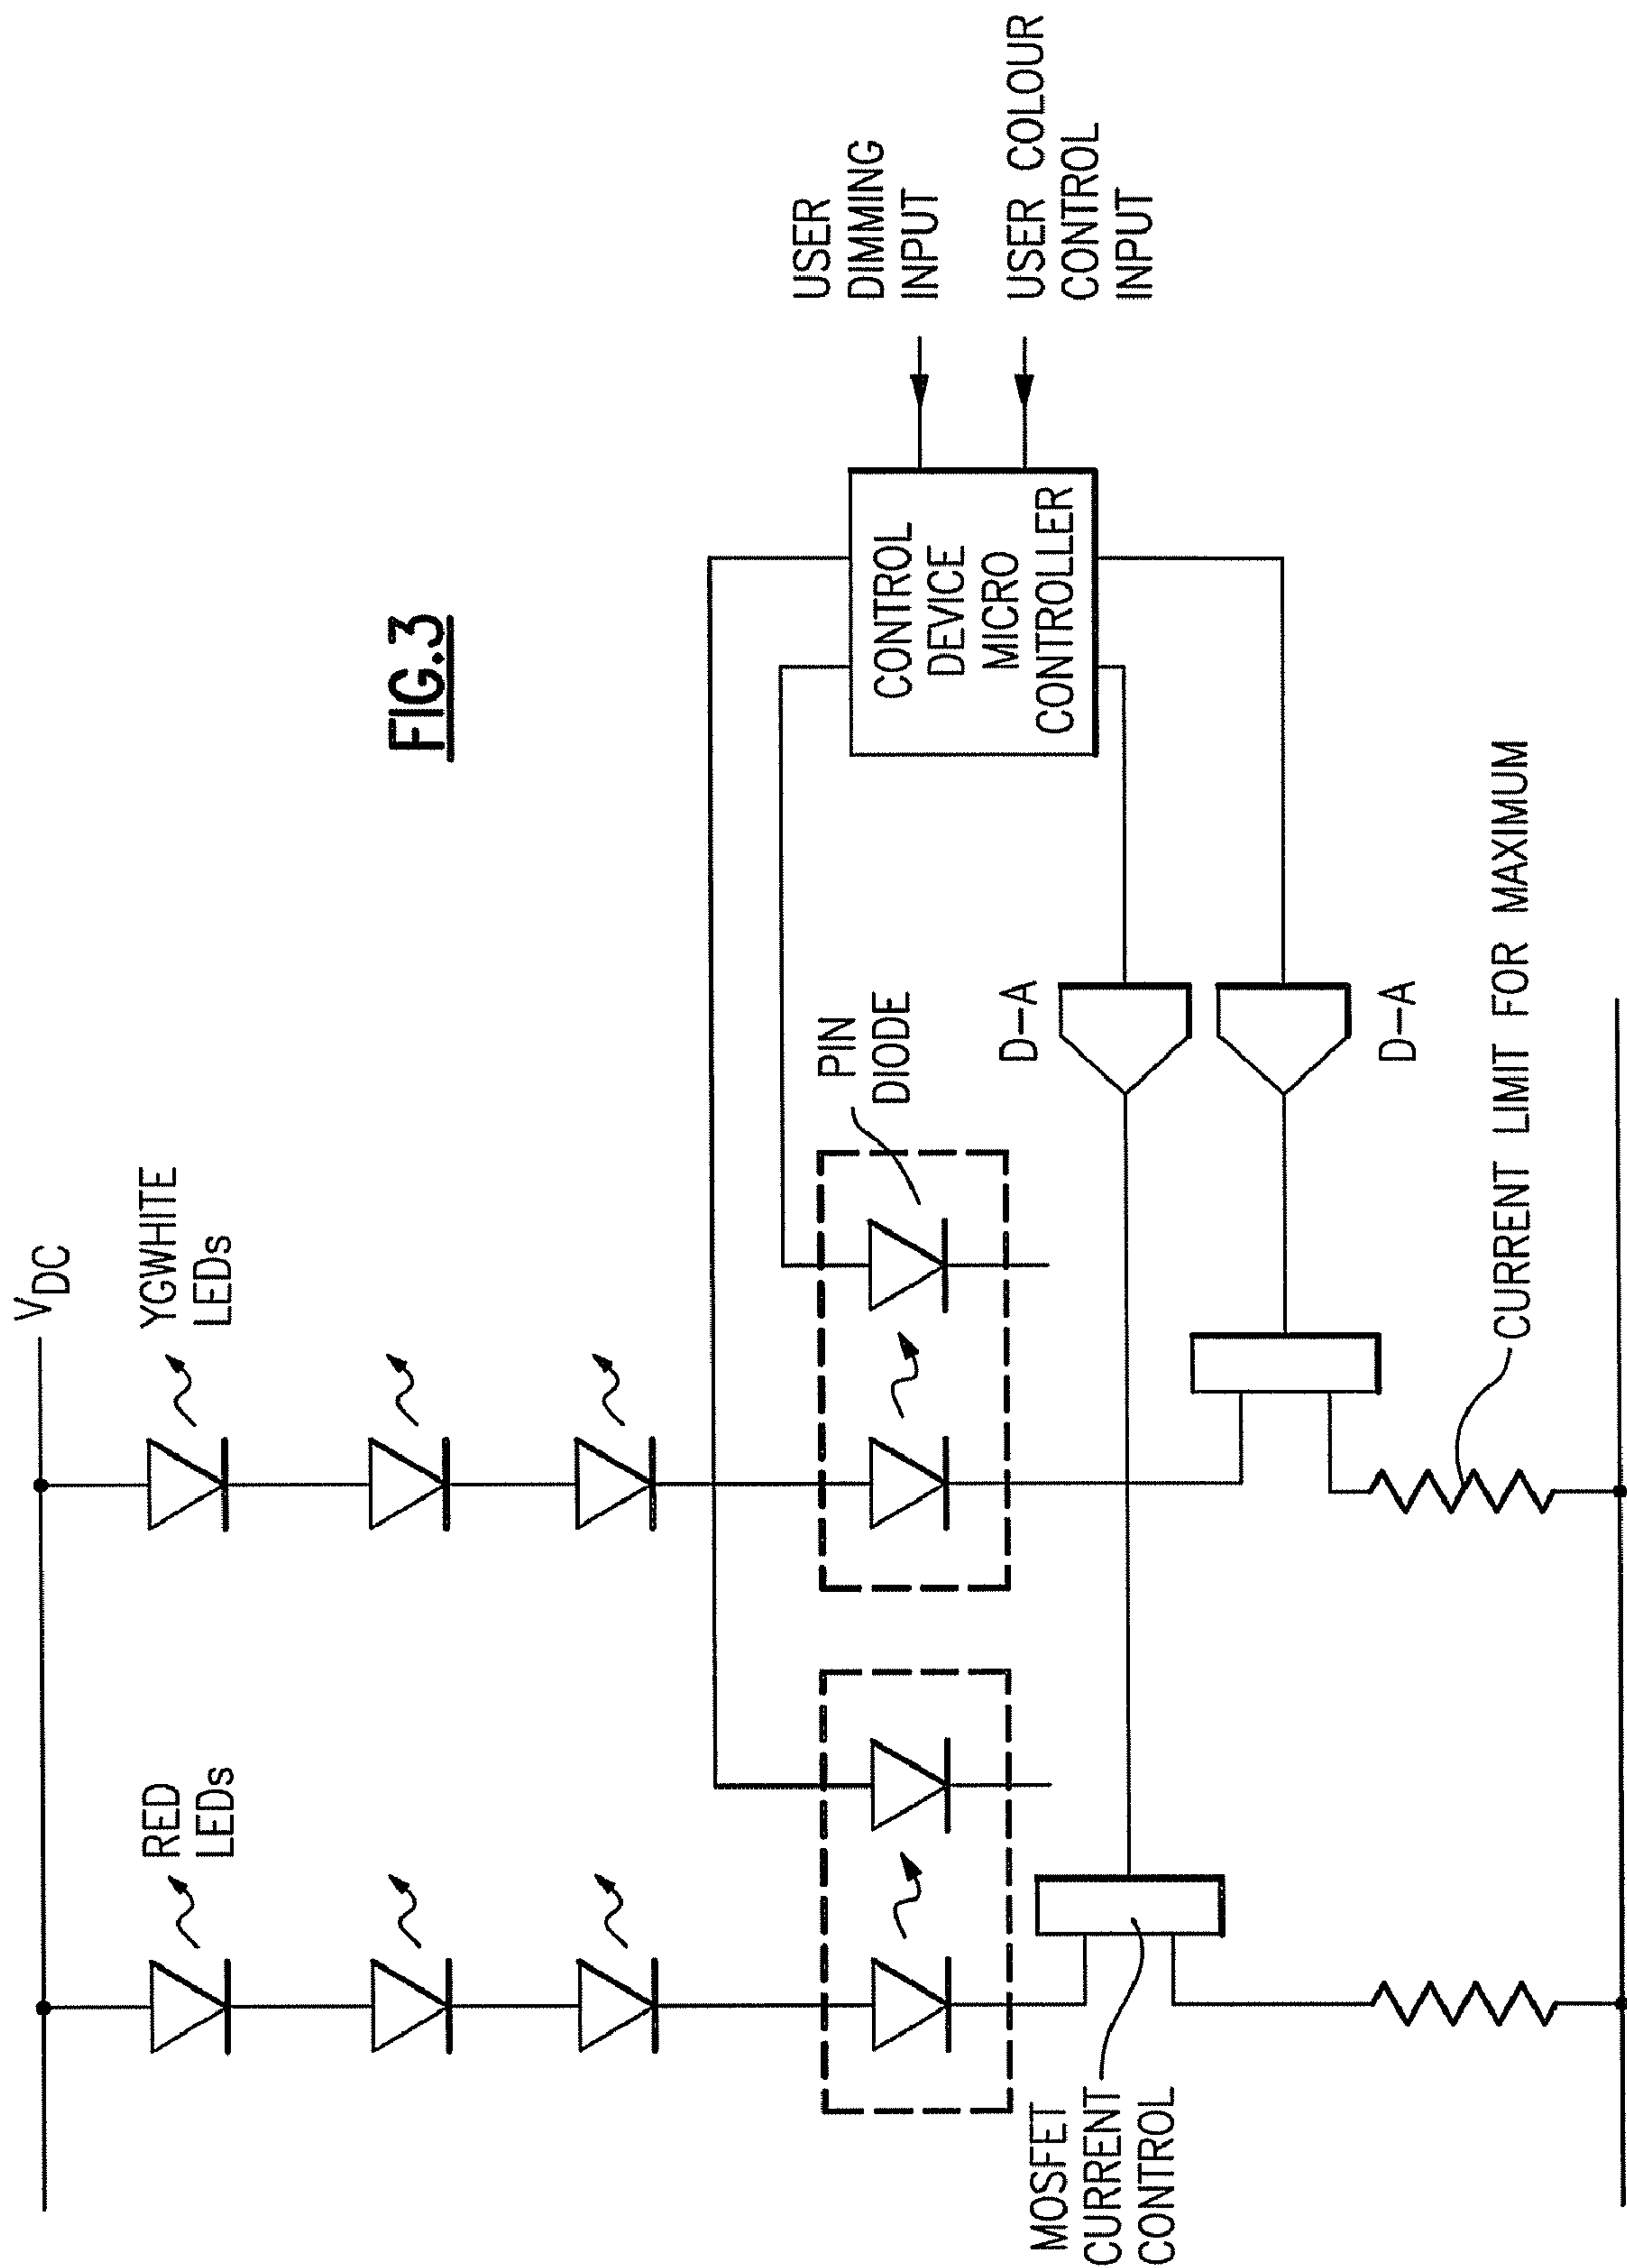 FIG.3
V_DC
RED
LEDs
YGWHITE
LEDs
USER
DIMMING
INPUT
USER COLOUR
CONTROL
INPUT
CONTROL
DEVICE
MICRO
CONTROLLER
PIN
DIODE
D–A
D–A
MOSFET
CURRENT
CONTROL
CURRENT LIMIT FOR MAXIMUM